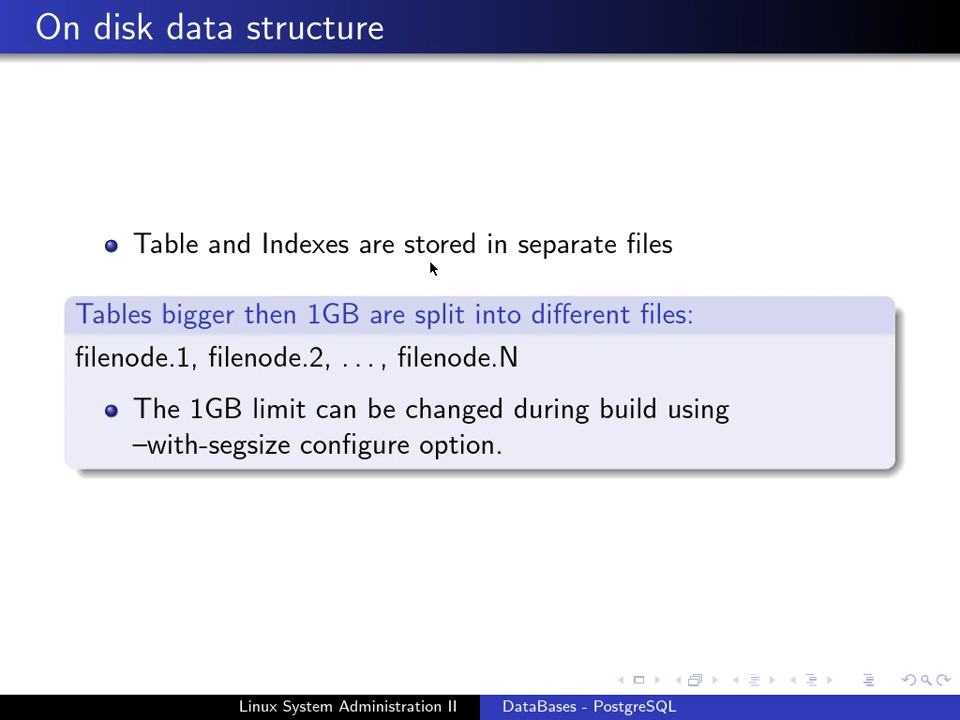 On disk data structure
Table and Indexes are stored in separate files
Tables bigger then 1GB are split into different files:
filenode.1, filenode.2, . . . , filenode.N
The 1GB limit can be changed during build using
–with-segsize configure option.
Linux System Administration II
DataBases - PostgreSQL